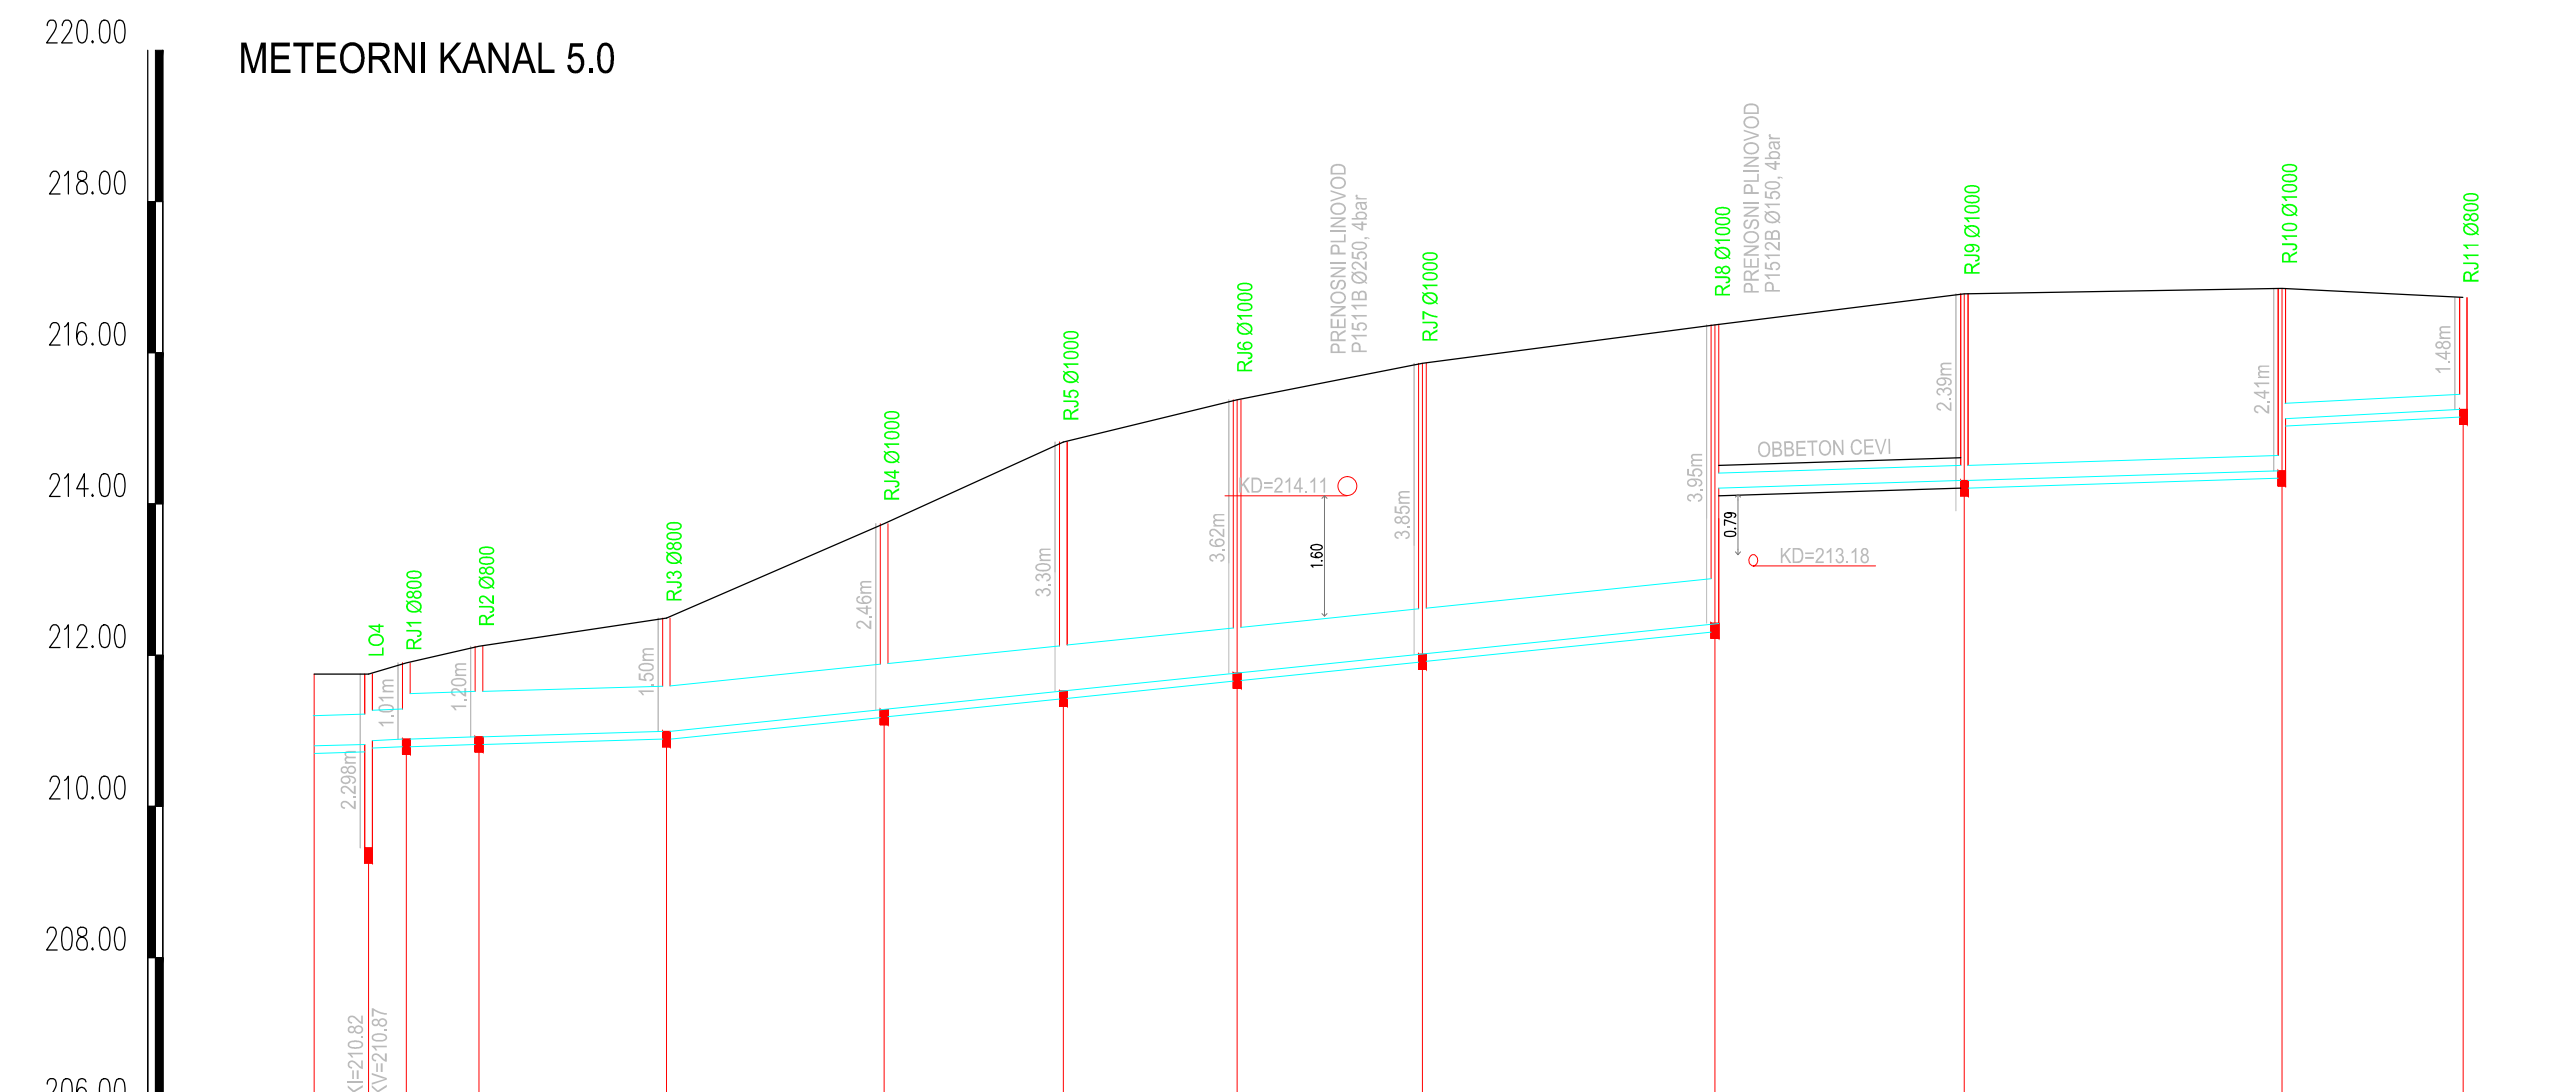 220.00
METEORNI KANAL 5.0
218.00
216.00
214.00
212.00
210.00
208.00
206.00
LO4
RJ1 Ø800
RJ2 Ø800
RJ3 Ø800
RJ4 Ø1000
RJ5 Ø1000
RJ6 Ø1000
PRENOSNI PLINOVOD
P1511B Ø250, 4bar
RJ7 Ø1000
RJ8 Ø1000
PRENOSNI PLINOVOD
P1512B Ø150, 4bar
RJ9 Ø1000
RJ10 Ø1000
RJ11 Ø800
2.298m
1.01m
1.20m
1.50m
2.46m
3.30m
3.62m
KD=214.11
1.60
3.85m
3.95m
OBBETON CEVI
0.79
KD=213.18
2.39m
2.41m
1.48m
KI=210.82
KV=210.87